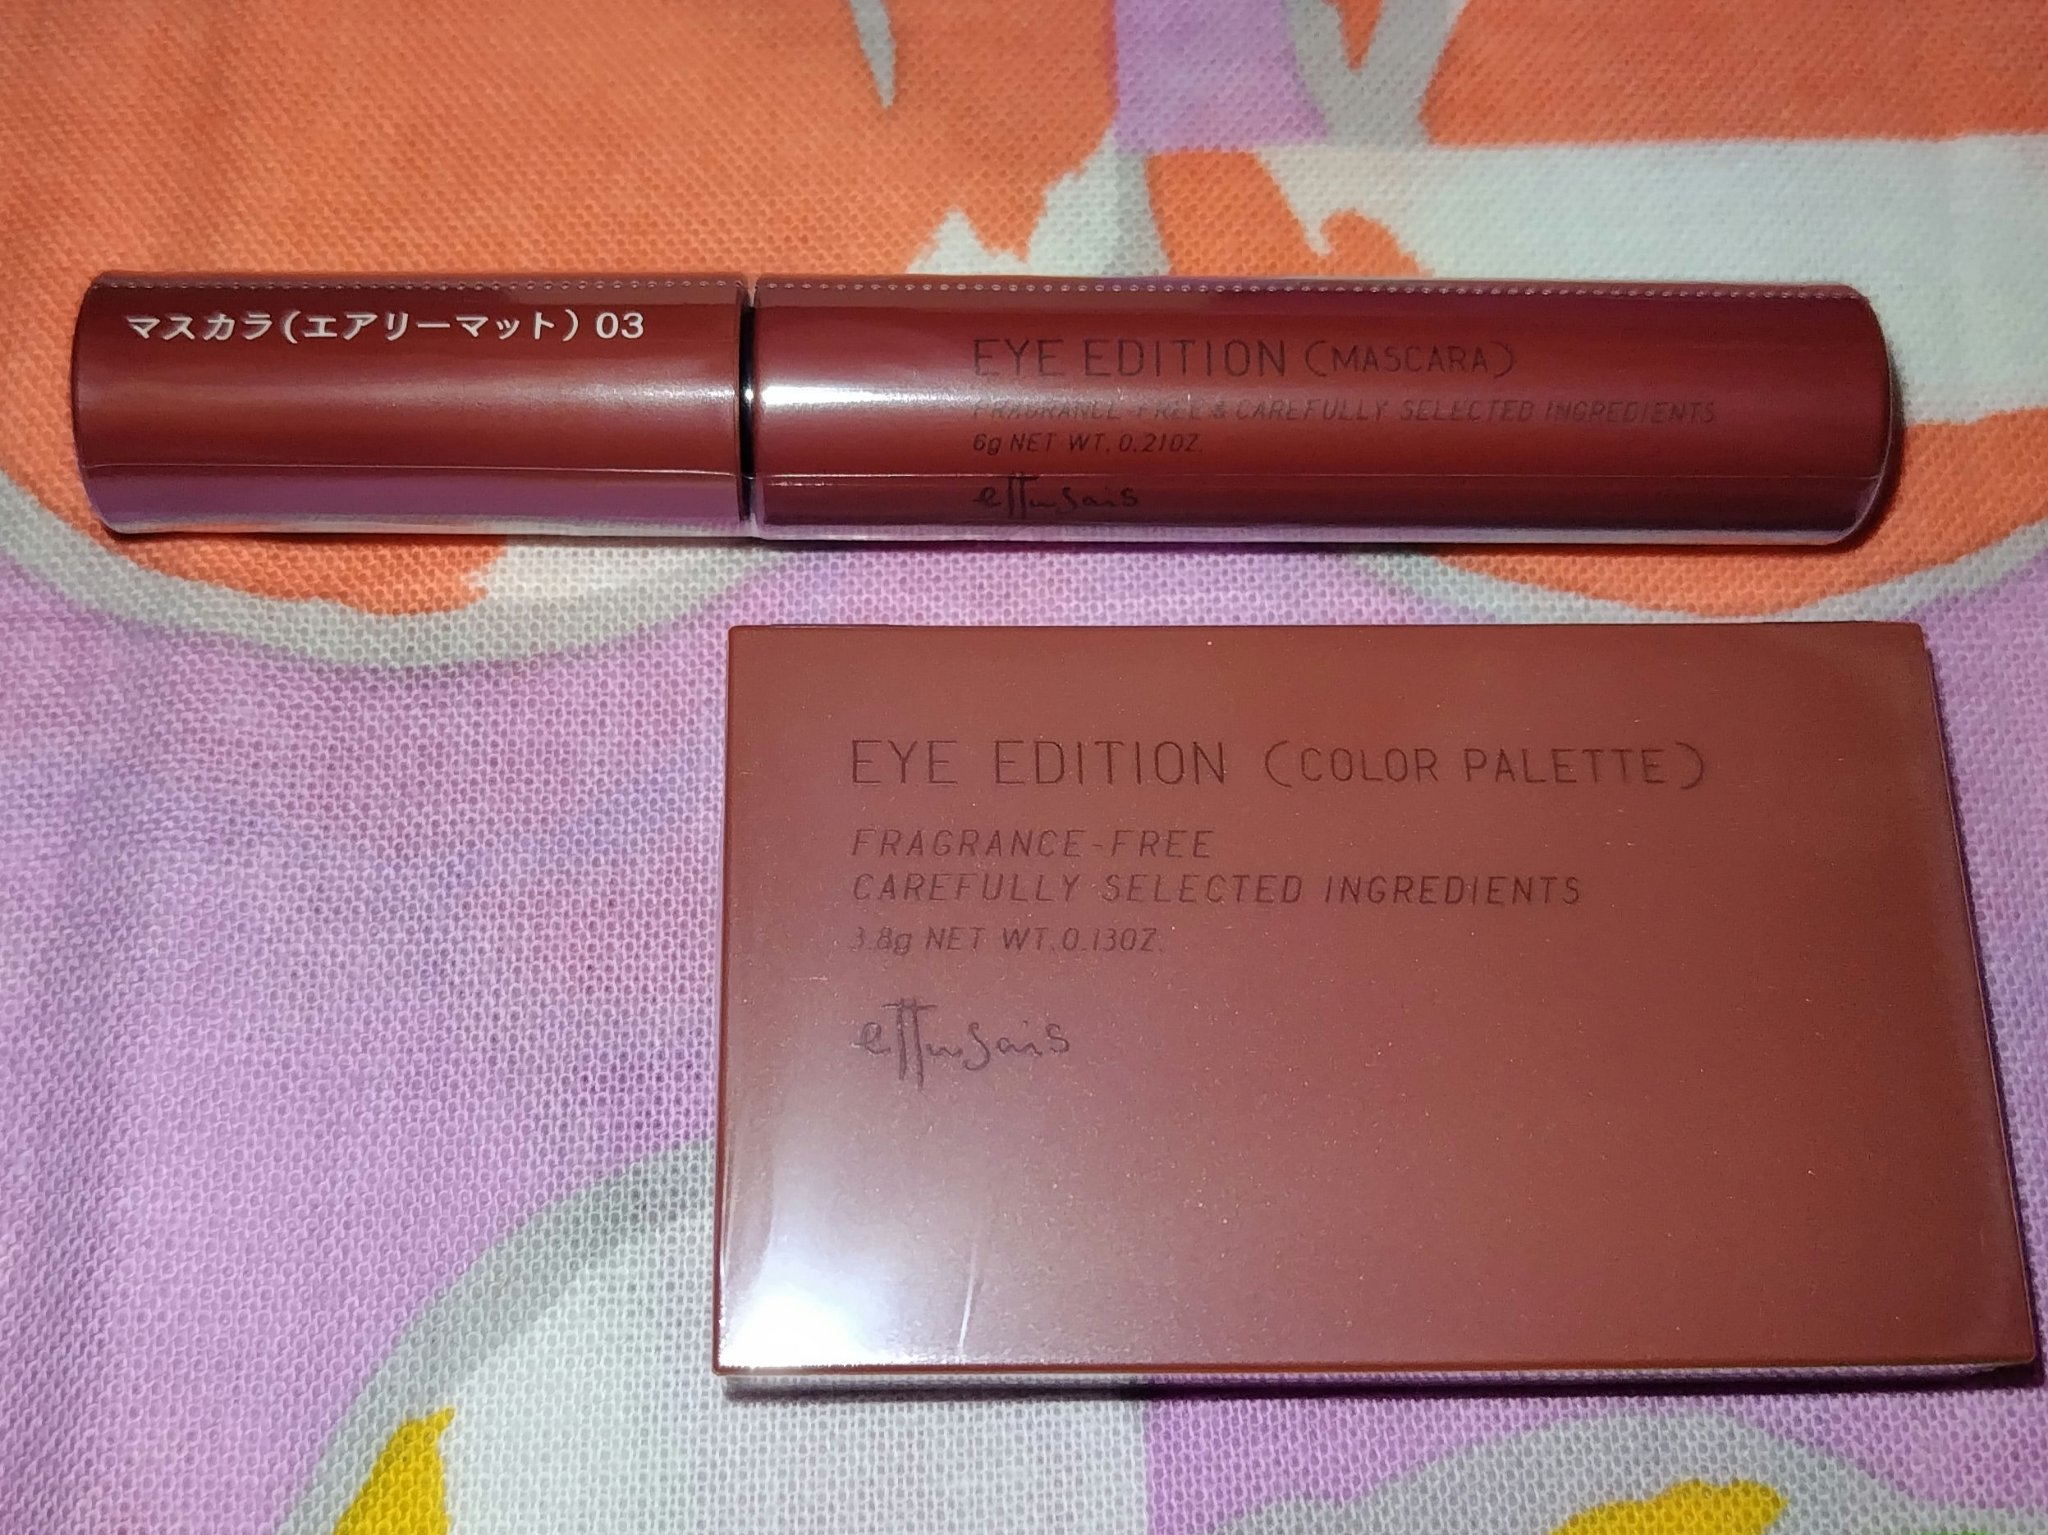 マスカラ(エアリーマット) 03
EYE EDITION (MASCARA)
FRAGRANCE-FREE & CAREFULLY SELECTED INGREDIENTS
6g NET WT. 0.21OZ.
ettusais
EYE EDITION (COLOR PALETTE)
FRAGRANCE-FREE
CAREFULLY SELECTED INGREDIENTS
3.8g NET WT. 0.13OZ.
ettusais